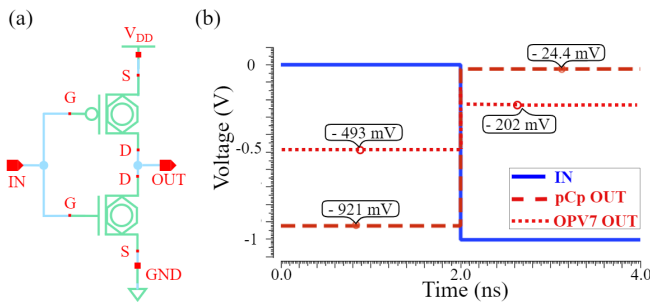 (a)
V_DD
S
G
D
IN
OUT
D
G
S
GND
(b)
Voltage (V)
0
-0.5
-1
- 24.4 mV
- 493 mV
- 202 mV
- 921 mV
IN
pCp OUT
OPV7 OUT
0.0
2.0
4.0
Time (ns)